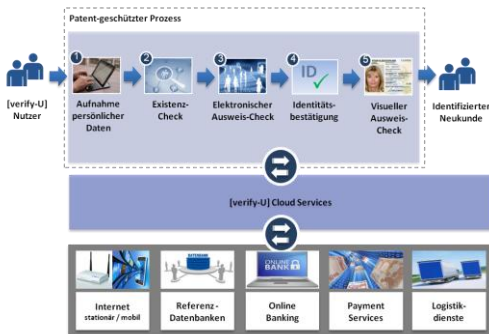 Patent-geschützter Prozess
1
2
3
4
5
ID
[verify-U]
Nutzer
Aufnahme
persönlicher
Daten
Existenz-
Check
Elektronischer
Ausweis-Check
Identitäts-
bestätigung
Visueller
Ausweis-
Check
Identifizierter
Neukunde
[verify-U] Cloud Services
DATENBANK
ONLINE
BANK
Internet
stationär / mobil
Referenz-
Datenbanken
Online
Banking
Payment
Services
Logistik-
dienste